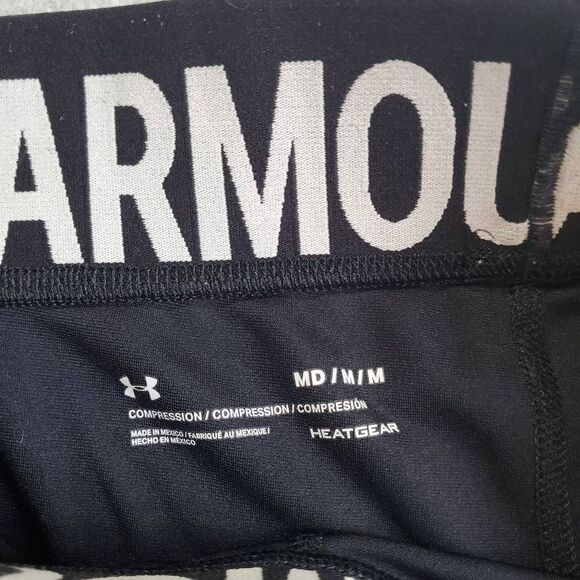 ARMOU
MD / M / M
COMPRESSION / COMPRESSION / COMPRESIÓN
MADE IN MEXICO / FABRIQUÉ AU MEXIQUE /
HECHO EN MÉXICO
HEATGEAR